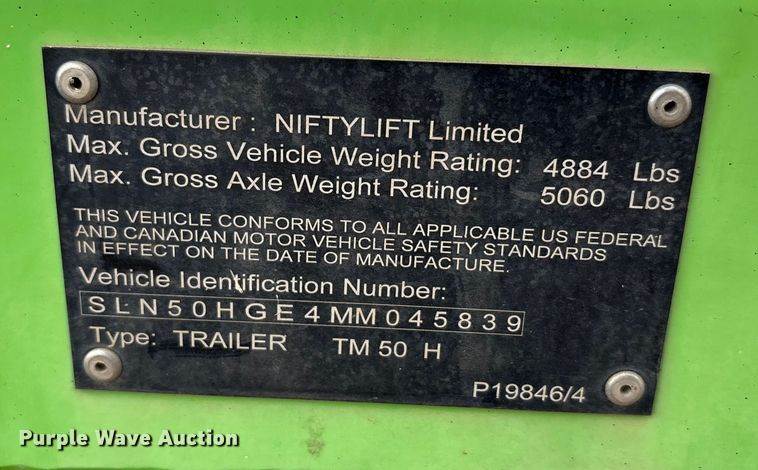 Manufacturer : NIFTYLIFT Limited
Max. Gross Vehicle Weight Rating: 4884 Lbs
Max. Gross Axle Weight Rating: 5060 Lbs
THIS VEHICLE CONFORMS TO ALL APPLICABLE US FEDERAL
AND CANADIAN MOTOR VEHICLE SAFETY STANDARDS
IN EFFECT ON THE DATE OF MANUFACTURE.
Vehicle Identification Number:
SLN50HGE4MM045839
Type: TRAILER TM 50 H
P19846/4
Purple Wave Auction